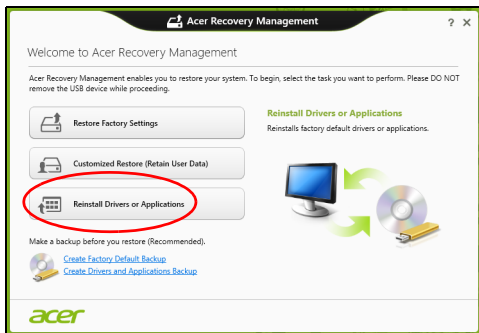 Acer Recovery Management
? X
Welcome to Acer Recovery Management
Acer Recovery Management enables you to restore your system. To begin, select the task you want to perform. Please DO NOT
remove the USB device while proceeding.
Restore Factory Settings
Customized Restore (Retain User Data)
Reinstall Drivers or Applications
Reinstall Drivers or Applications
Reinstalls factory default drivers or applications.
Make a backup before you restore (Recommended).
Create Factory Default Backup
Create Drivers and Applications Backup
acer